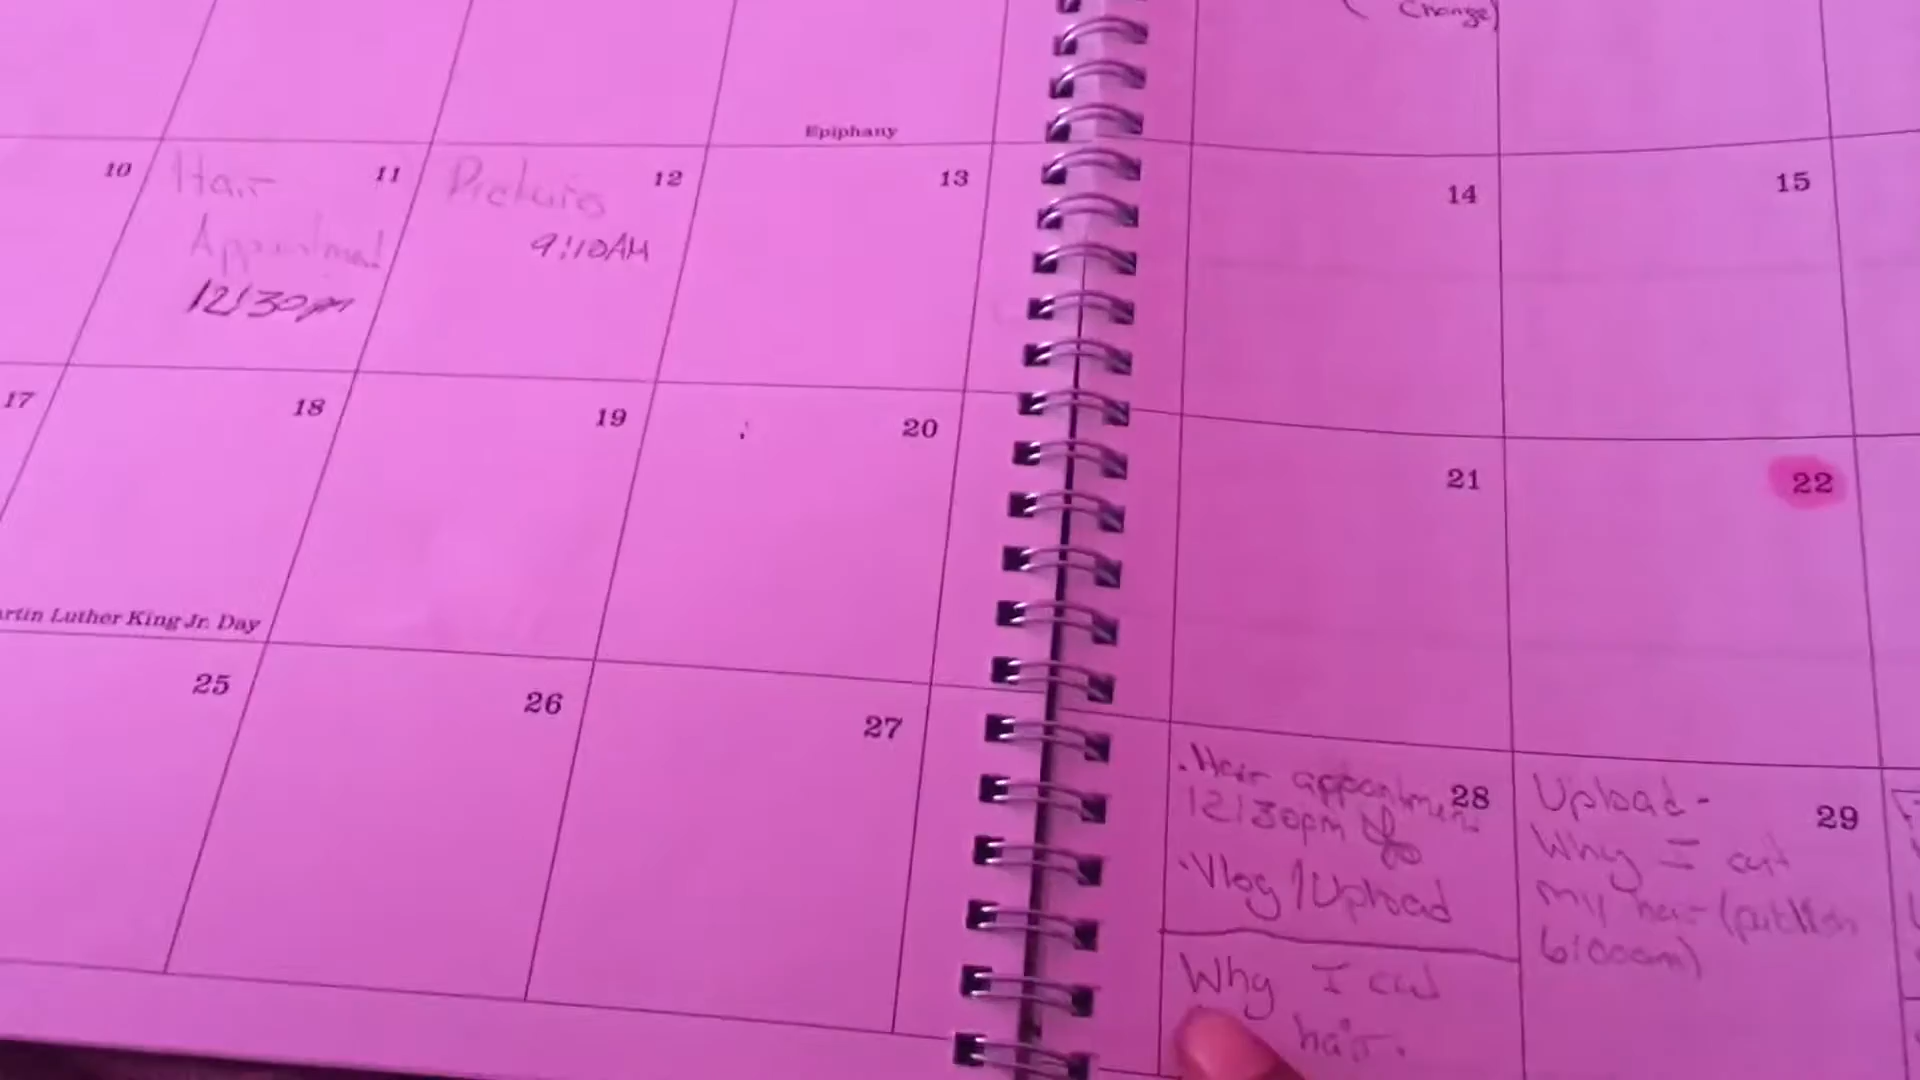 Change)
Epiphany
10
Hair
11
Appointment
12:30pm
Pictures
12
9:10AM
13
14
15
17
18
19
20
21
22
artin Luther King Jr. Day
25
26
27
• Hair appointment
28
12:30pm
• Vlog / Upload
Why I cut
hair.
Upload -
29
Why I cut
my hair (publish
6:00am)